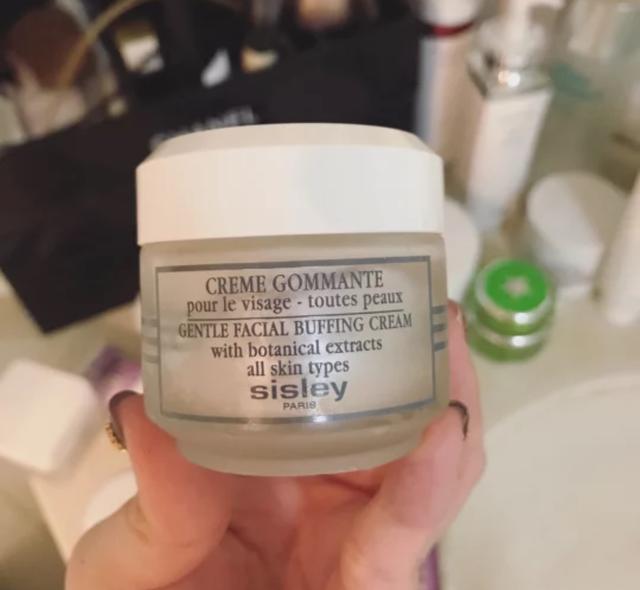 CHANEL
CREME GOMMANTE
pour le visage - toutes peaux
GENTLE FACIAL BUFFING CREAM
with botanical extracts
all skin types
sisley
PARIS